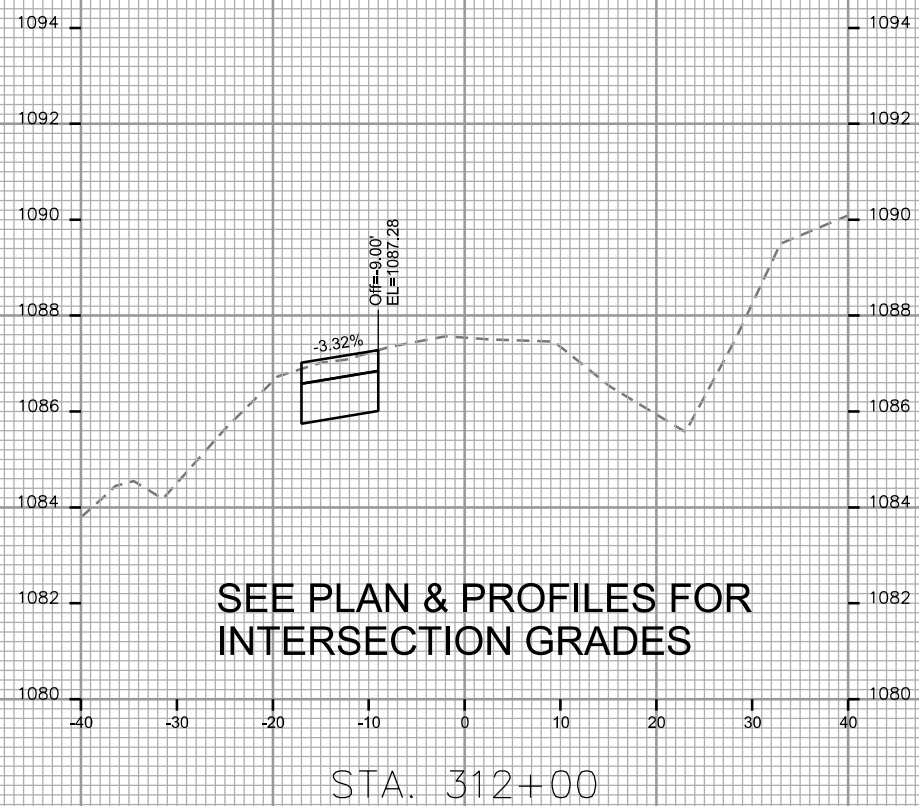 1094 1094
1092 1092
1090 1090
Off=-9.00'
EL=1087.28
1088 1088
-3.32%
1086 1086
1084 1084
SEE PLAN & PROFILES FOR
1082 1082
INTERSECTION GRADES
1080 1080
-40 -30 -20 -10 0 10 20 30 40
STA. 312+00